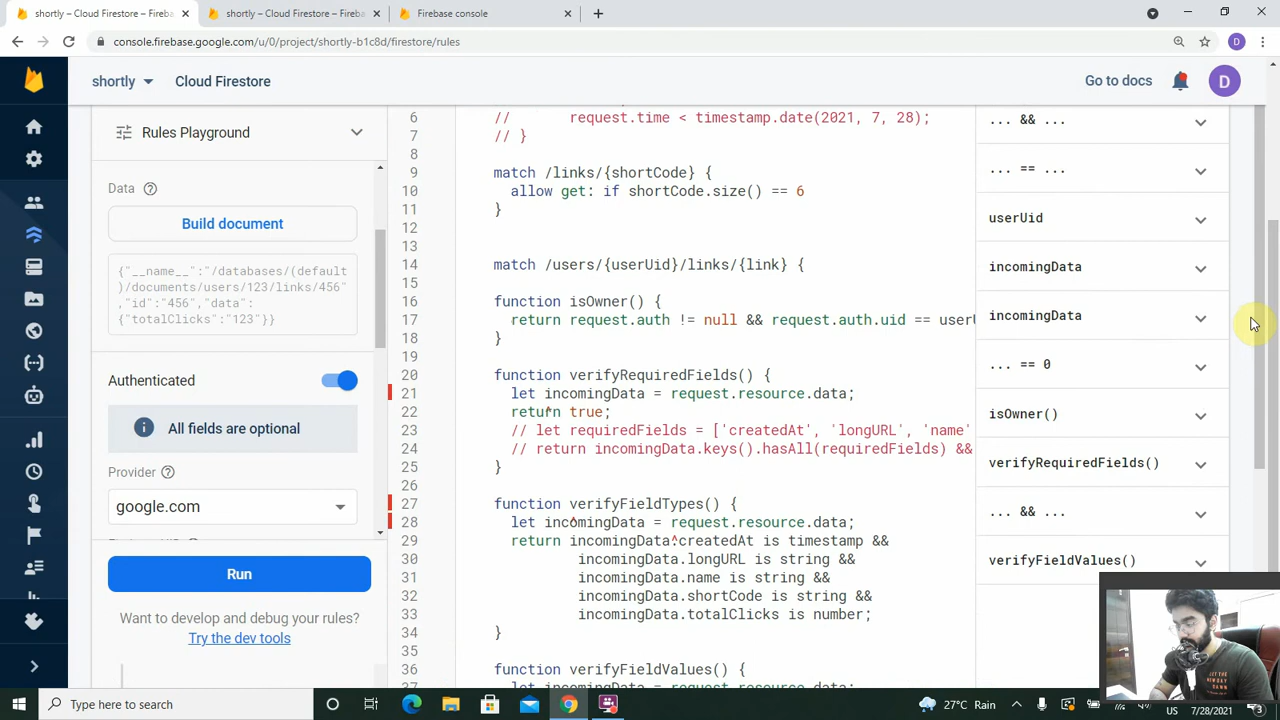 shortly – Cloud Firestore – Fireb
shortly – Cloud Firestore – Fireb
Firebase console
console.firebase.google.com/u/0/project/shortly-b1c8d/firestore/rules
D
shortly
Cloud Firestore
Go to docs
D
Rules Playground
Data
Build document
{"__name__":"/databases/(default
)/documents/users/123/links/456"
,"id":"456","data":
{"totalClicks":"123"}}
Authenticated
All fields are optional
Provider
google.com
Run
Want to develop and debug your rules?
Try the dev tools
6 // request.time < timestamp.date(2021, 7, 28);
7 // }
8
9 match /links/{shortCode} {
10 allow get: if shortCode.size() == 6
11 }
12
13
14 match /users/{userUid}/links/{link} {
15
16 function isOwner() {
17 return request.auth != null && request.auth.uid == userU
18 }
19
20 function verifyRequiredFields() {
21 let incomingData = request.resource.data;
22 return true;
23 // let requiredFields = ['createdAt', 'longURL', 'name'
24 // return incomingData.keys().hasAll(requiredFields) &&
25 }
26
27 function verifyFieldTypes() {
28 let incomingData = request.resource.data;
29 return incomingData.createdAt is timestamp &&
30 incomingData.longURL is string &&
31 incomingData.name is string &&
32 incomingData.shortCode is string &&
33 incomingData.totalClicks is number;
34 }
35
36 function verifyFieldValues() {
37 let incomingData = request.resource.data;
... && ...
... == ...
userUid
incomingData
incomingData
... == 0
isOwner()
verifyRequiredFields()
... && ...
verifyFieldValues()
Type here to search
27°C Rain
US
7/28/2021